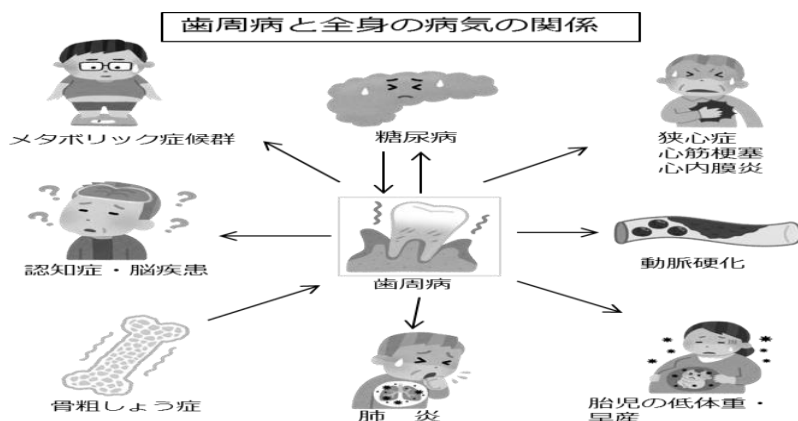 歯周病と全身の病気の関係
メタボリック症候群
糖尿病
狭心症
心筋梗塞
心内膜炎
認知症・脳疾患
歯周病
動脈硬化
骨粗しょう症
肺　炎
胎児の低体重・
早産